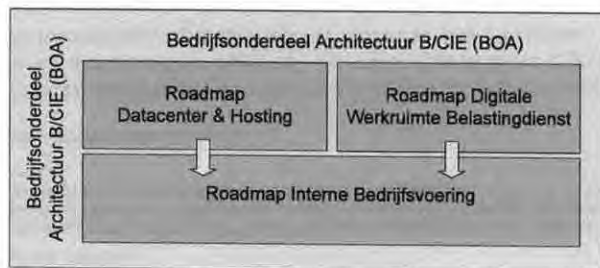 Bedrijfsonderdeel Architectuur B/CIE (BOA)
Bedrijfsonderdeel
Architectuur B/CIE (BOA)
Roadmap
Datacenter & Hosting
Roadmap Digitale
Werkruimte Belastingdienst
Roadmap Interne Bedrijfsvoering